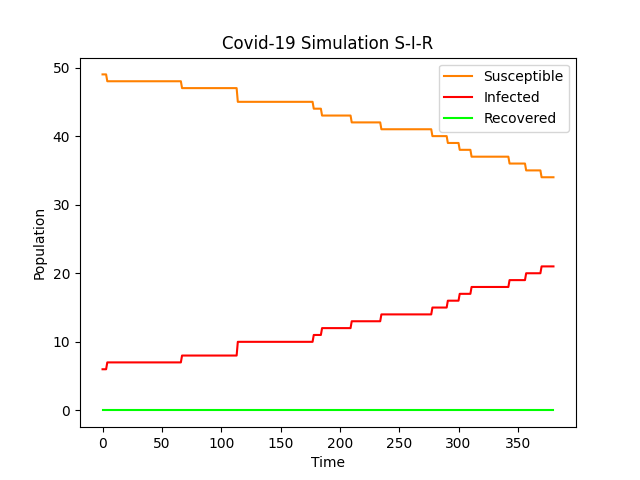 Covid-19 Simulation S-I-R
Susceptible
Infected
Recovered
50
40
30
20
10
0
Population
0 50 100 150 200 250 300 350
Time